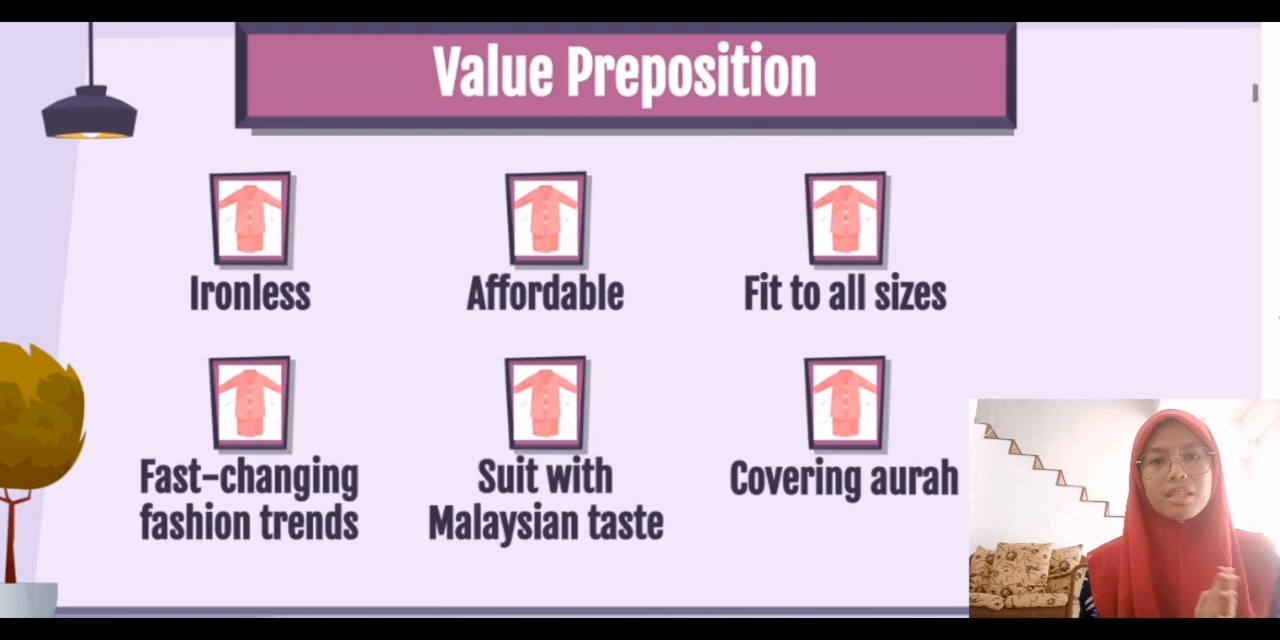 Value Preposition
Ironless
Affordable
Fit to all sizes
Fast-changing
fashion trends
Suit with
Malaysian taste
Covering aurah